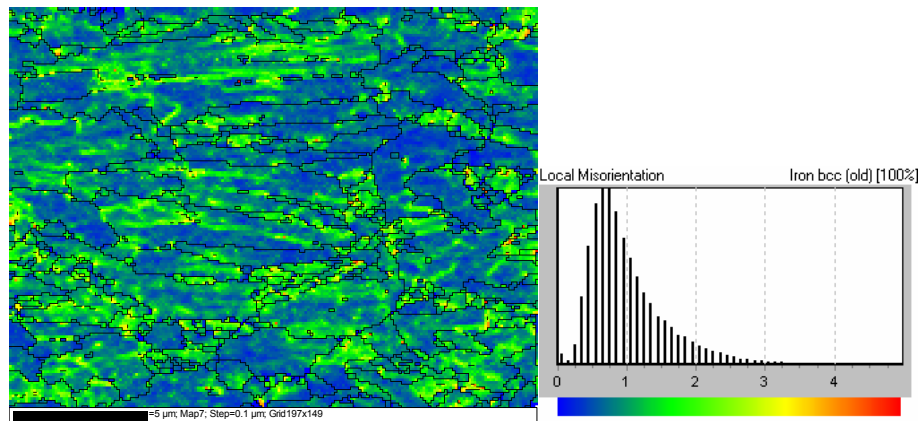 Local Misorientation Iron bcc (old) [100%]
0 1 2 3 4
=5 µm; Map7; Step=0.1 µm; Grid197x149